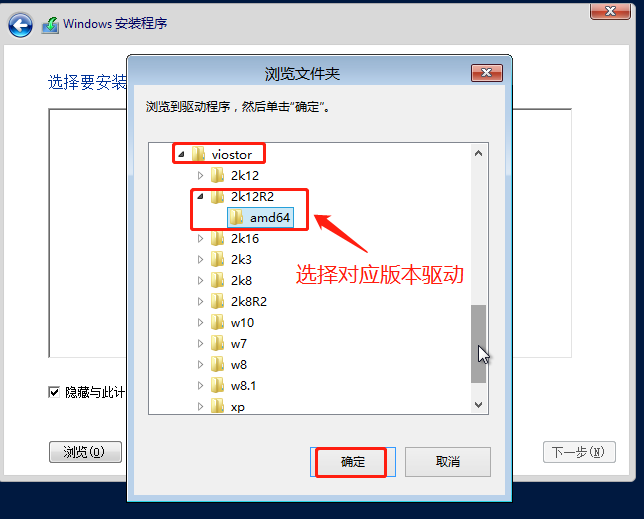 Windows 安装程序
选择要安装
浏览文件夹
浏览到驱动程序，然后单击“确定”。
viostor
2k12
2k12R2
amd64
2k16
2k3
2k8
2k8R2
w10
w7
w8
w8.1
xp
选择对应版本驱动
隐藏与此计
浏览(O)
确定
取消
下一步(N)